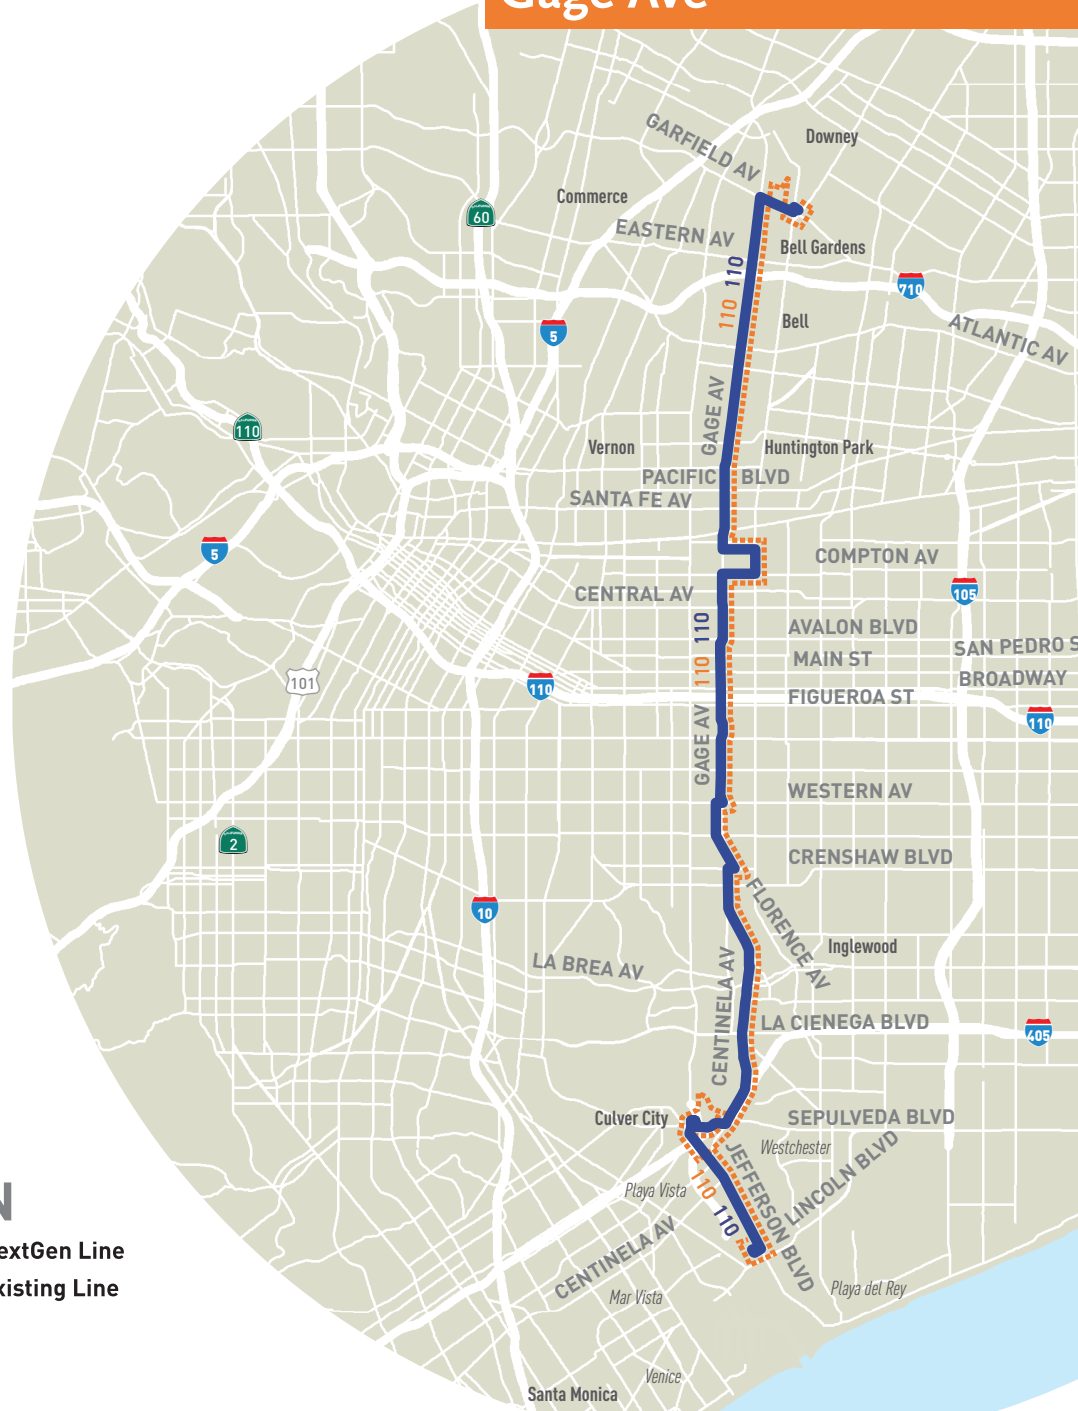 Gage Ave
GARFIELD AV
Downey
Commerce
60
EASTERN AV
Bell Gardens
110
710
110
Bell
5
ATLANTIC AV
GAGE AV
110
Vernon
Huntington Park
PACIFIC BLVD
SANTA FE AV
5
COMPTON AV
CENTRAL AV
105
110
AVALON BLVD
SAN PEDRO S
MAIN ST
110
BROADWAY
101
110
FIGUEROA ST
110
GAGE AV
WESTERN AV
2
CRENSHAW BLVD
FLORENCE AV
10
Inglewood
LA BREA AV
CENTINELA AV
LA CIENEGA BLVD
405
Culver City
SEPULVEDA BLVD
Westchester
JEFFERSON BLVD
LINCOLN BLVD
Playa Vista
110
110
N
extGen Line
xisting Line
CENTINELA AV
Mar Vista
Playa del Rey
Venice
Santa Monica